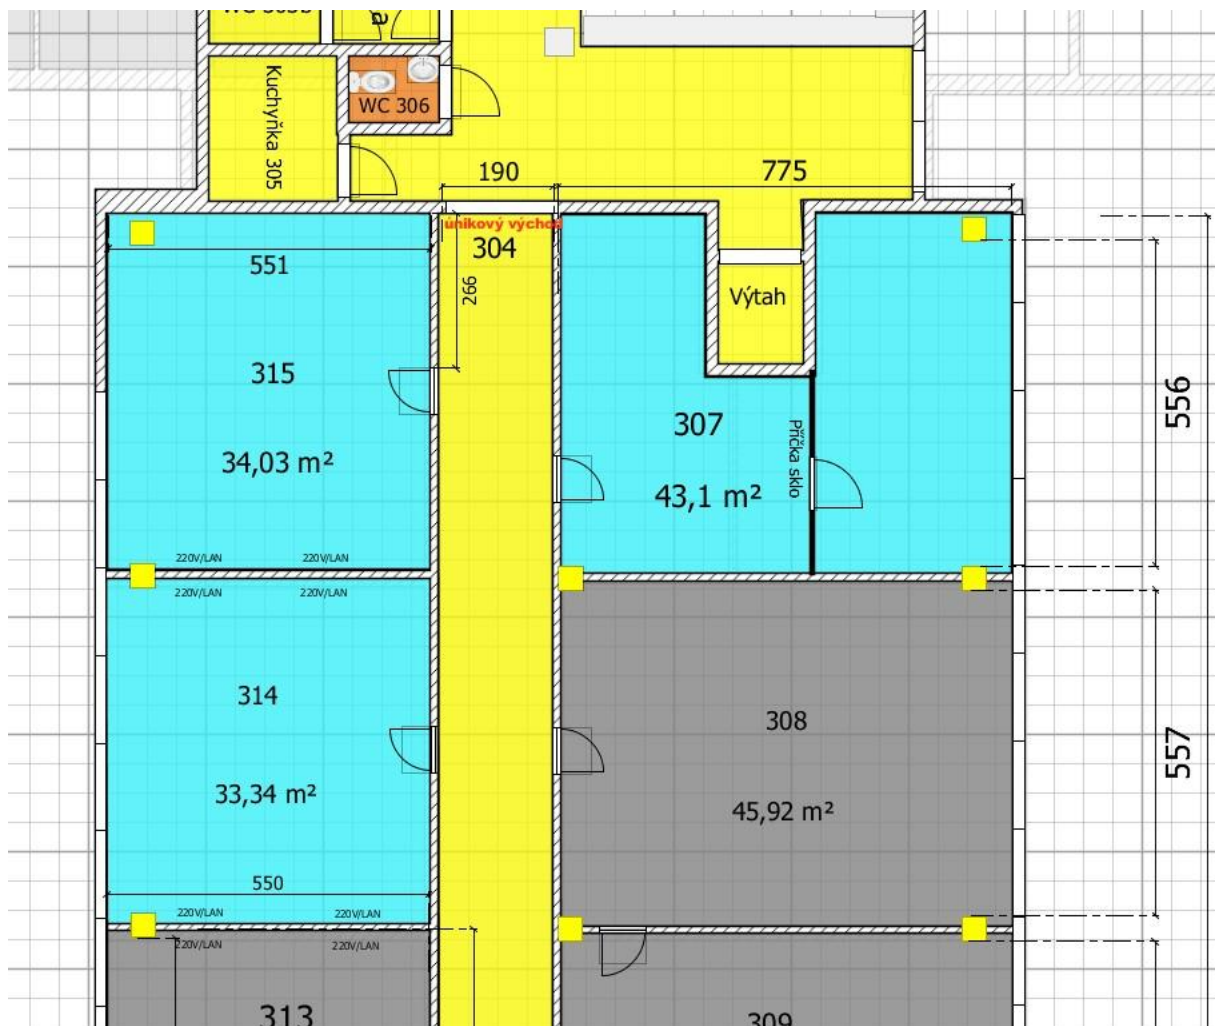 WC 305b
a
Kuchyňka 305
WC 306
190
775
únikový východ
304
551
266
Výtah
315
34,03 m²
307
43,1 m²
Příčka sklo
556
220V/LAN
220V/LAN
220V/LAN
220V/LAN
314
33,34 m²
308
45,92 m²
557
550
220V/LAN
220V/LAN
220V/LAN
220V/LAN
313
309